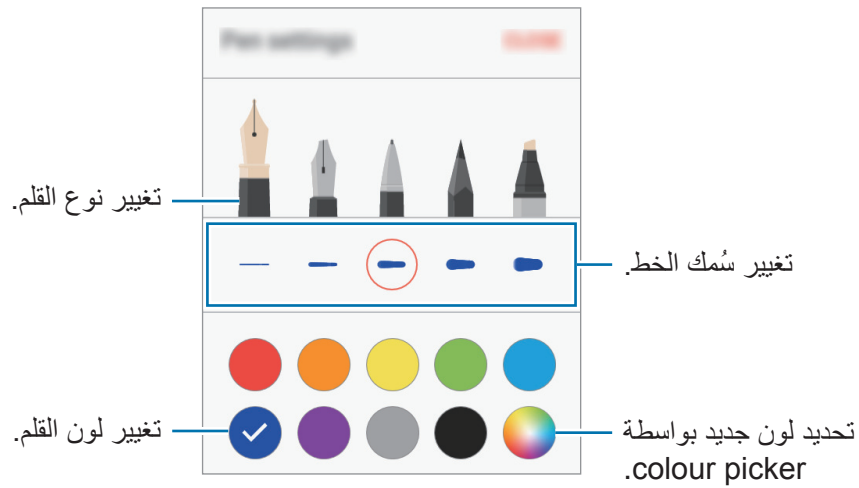 Pen settings
CLOSE
تغيير نوع القلم.
تغيير سُمك الخط.
تغيير لون القلم.
تحديد لون جديد بواسطة
colour picker.